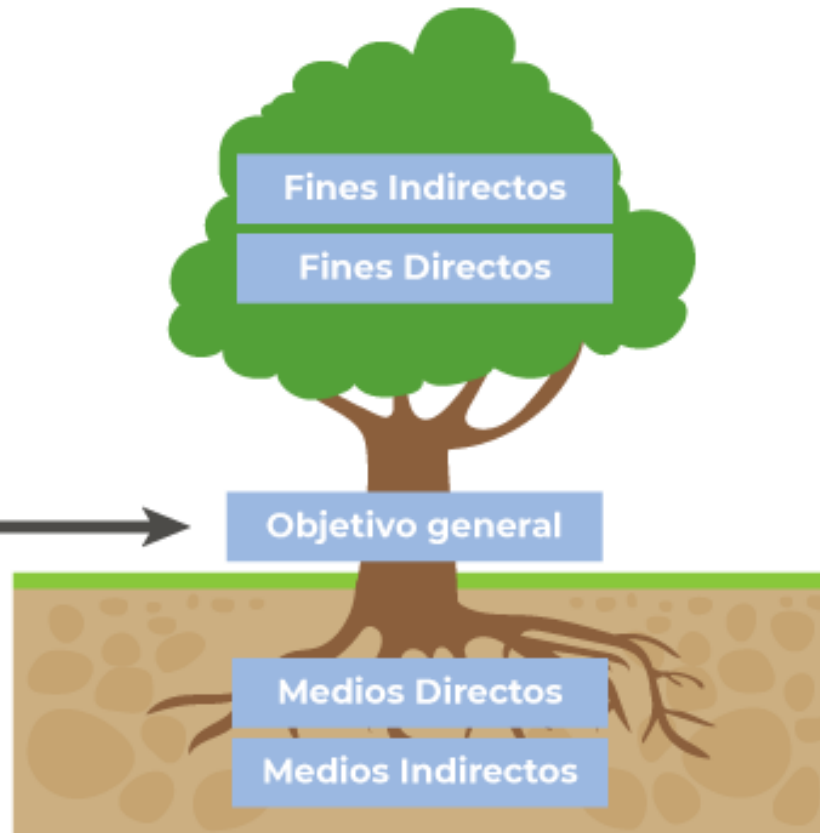 Fines Indirectos
Fines Directos
Objetivo general
Medios Directos
Medios Indirectos